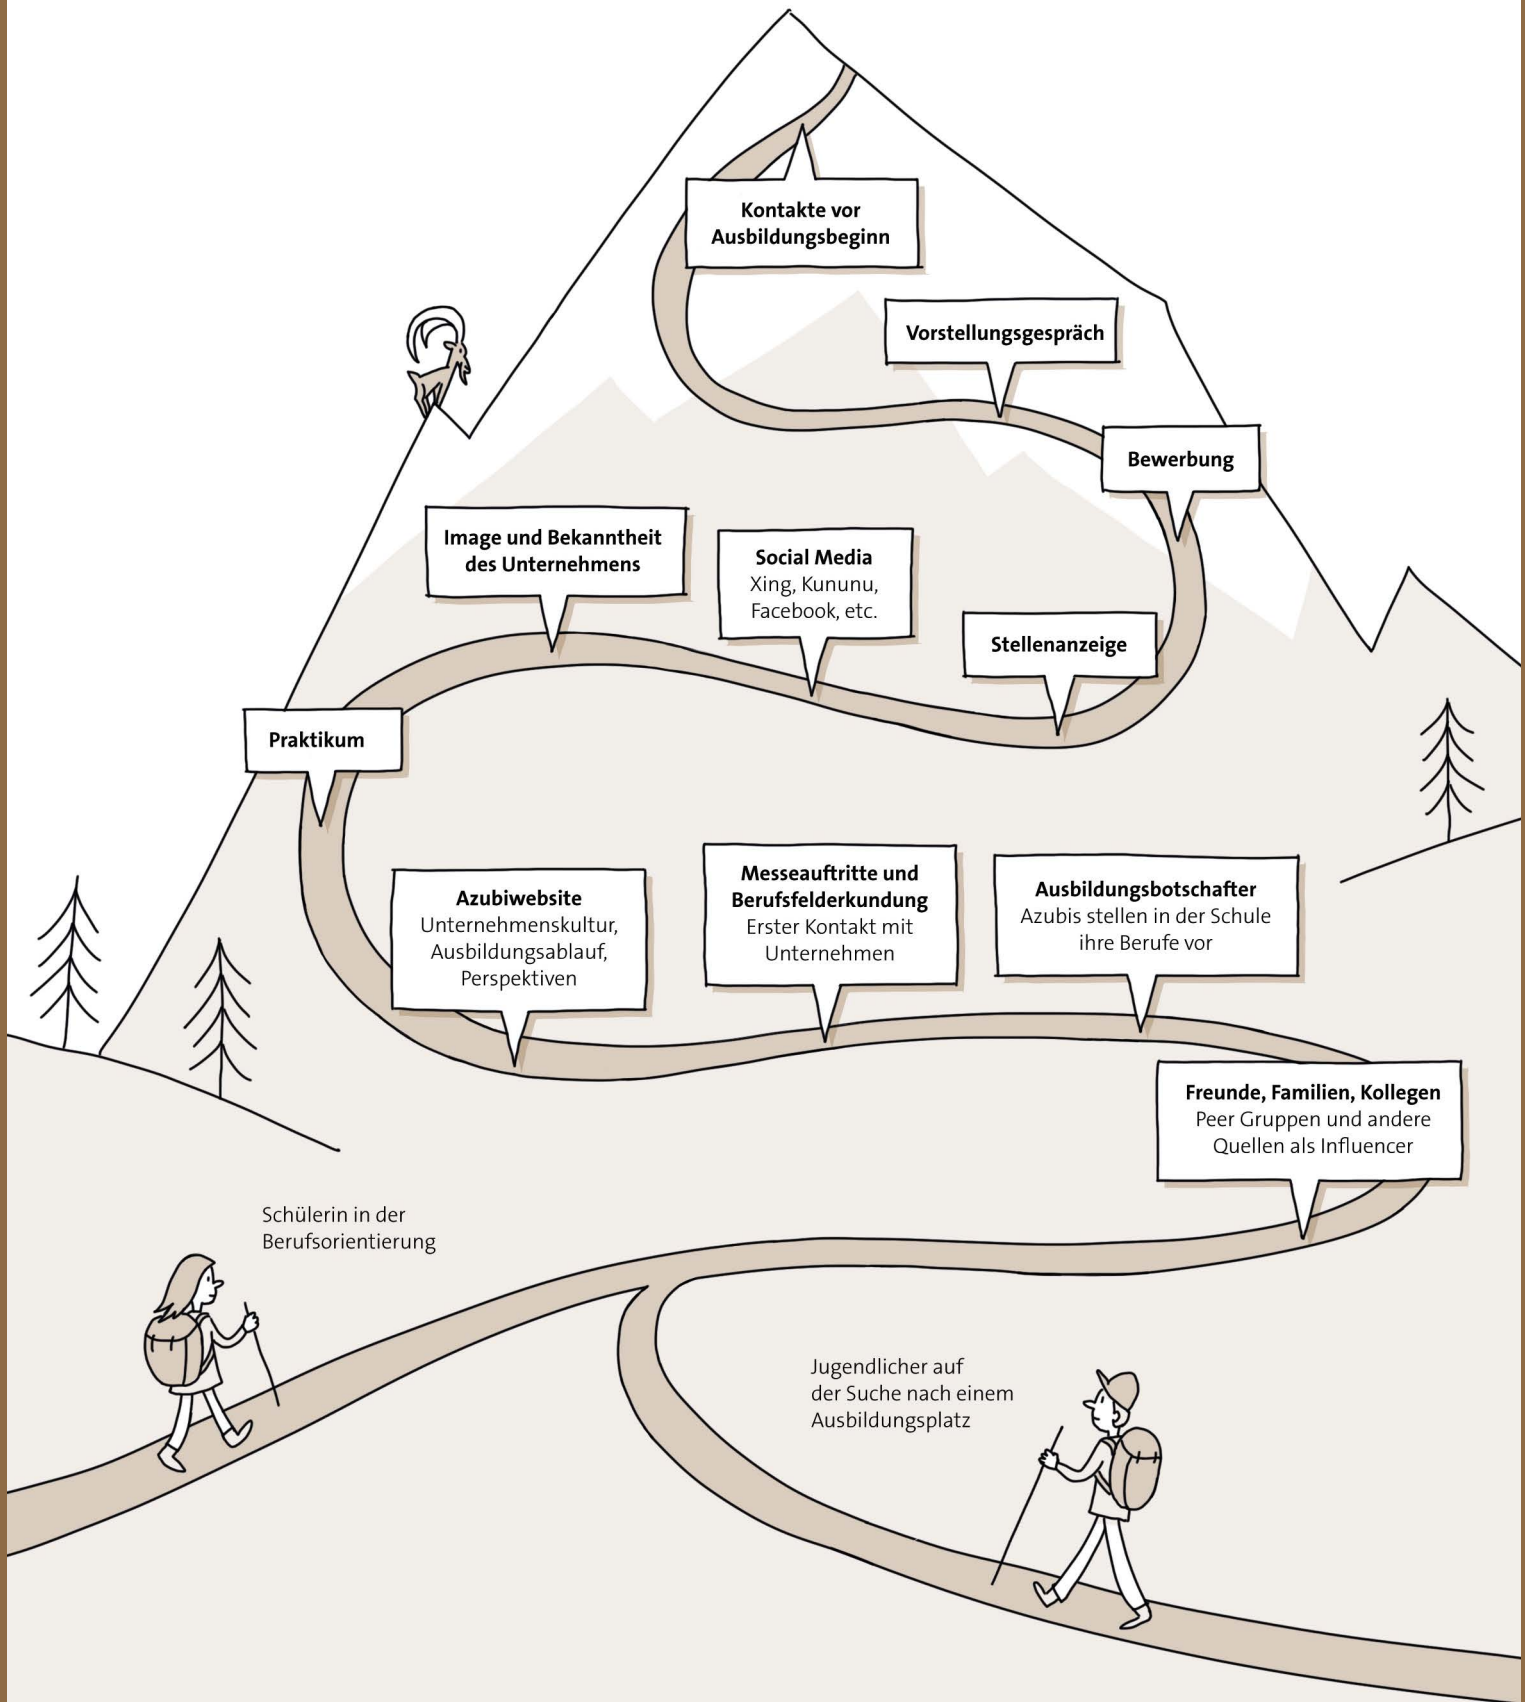 Kontakte vor
Ausbildungsbeginn
Vorstellungsgespräch
Bewerbung
Image und Bekanntheit
des Unternehmens
Social Media
Xing, Kununu,
Facebook, etc.
Stellenanzeige
Praktikum
Azubiwebsite
Unternehmenskultur,
Ausbildungsablauf,
Perspektiven
Messeauftritte und
Berufsfelderkundung
Erster Kontakt mit
Unternehmen
Ausbildungsbotschafter
Azubis stellen in der Schule
ihre Berufe vor
Freunde, Familien, Kollegen
Peer Gruppen und andere
Quellen als Influencer
Schülerin in der
Berufsorientierung
Jugendlicher auf
der Suche nach einem
Ausbildungsplatz